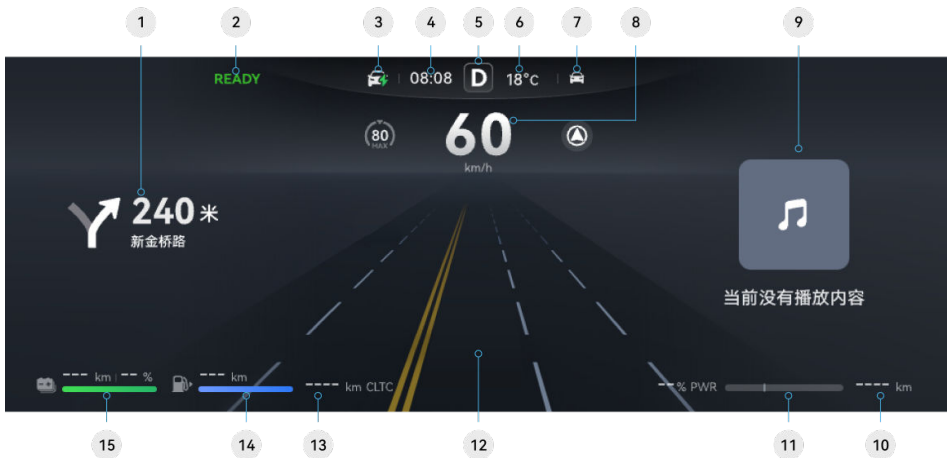 1 2 3 4 5 6 7 8 9
READY 08:08 D 18°C
80 MAX 60
km/h
240 米
新金桥路
当前没有播放内容
--- km | -- % --- km ---- km CLTC --% PWR ---- km
15 14 13 12 11 10